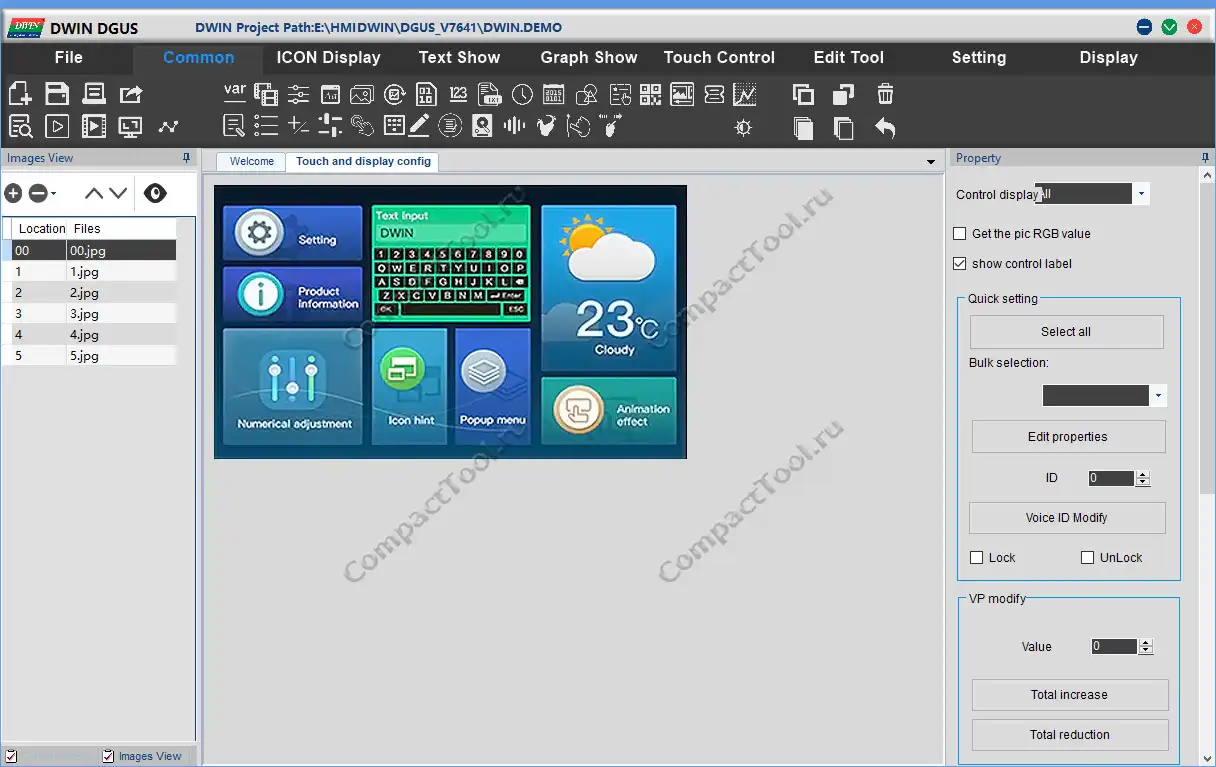 DWIN DGUS
DWIN Project Path:E:\HMIDWIN\DGUS_V7641\DWIN.DEMO
File Common ICON Display Text Show Graph Show Touch Control Edit Tool Setting Display
var
123
Images View
Welcome Touch and display config
Property
Location Files
00 00.jpg
1 1.jpg
2 2.jpg
3 3.jpg
4 4.jpg
5 5.jpg
Images View
Setting
Product
Information
Numerical adjustment
Text Input
DWIN
1 2 3 4 5 6 7 8 9 0
Q W E R T Y U I O P
A S D F G H J K L
Z X C V B N M Enter
OK ESC
Icon hint
Popup menu
23℃
Cloudy
Animation
effect
CompactTool.ru
CompactTool.ru
CompactTool.ru
CompactTool.ru
Control display All
Get the pic RGB value
show control label
Quick setting
Select all
Bulk selection:
Edit properties
ID 0
Voice ID Modify
Lock UnLock
VP modify
Value 0
Total increase
Total reduction